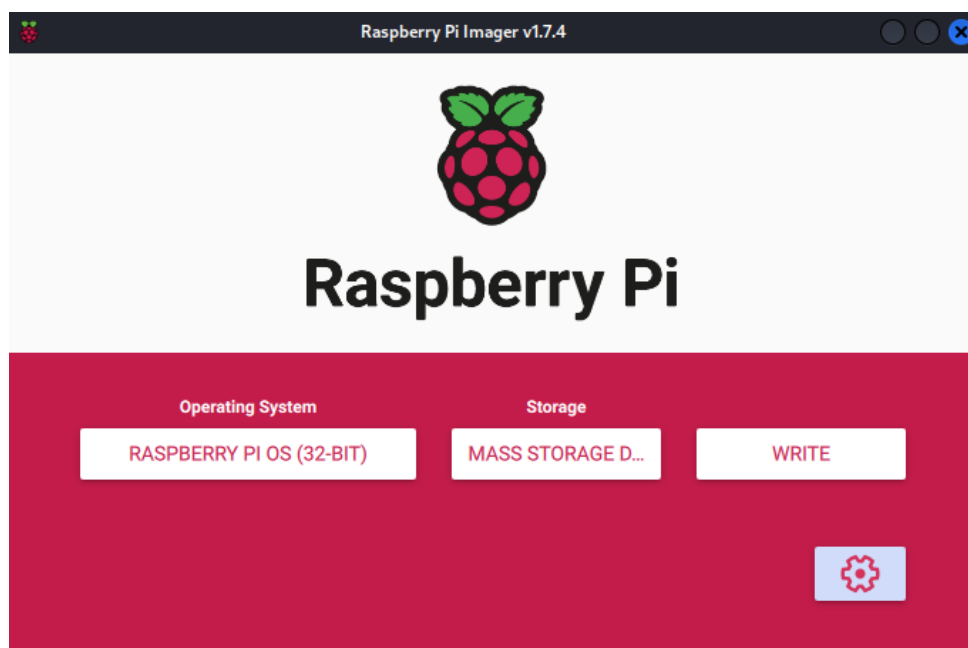 Raspberry Pi Imager v1.7.4
Raspberry Pi
Operating System
Storage
RASPBERRY PI OS (32-BIT)
MASS STORAGE D...
WRITE